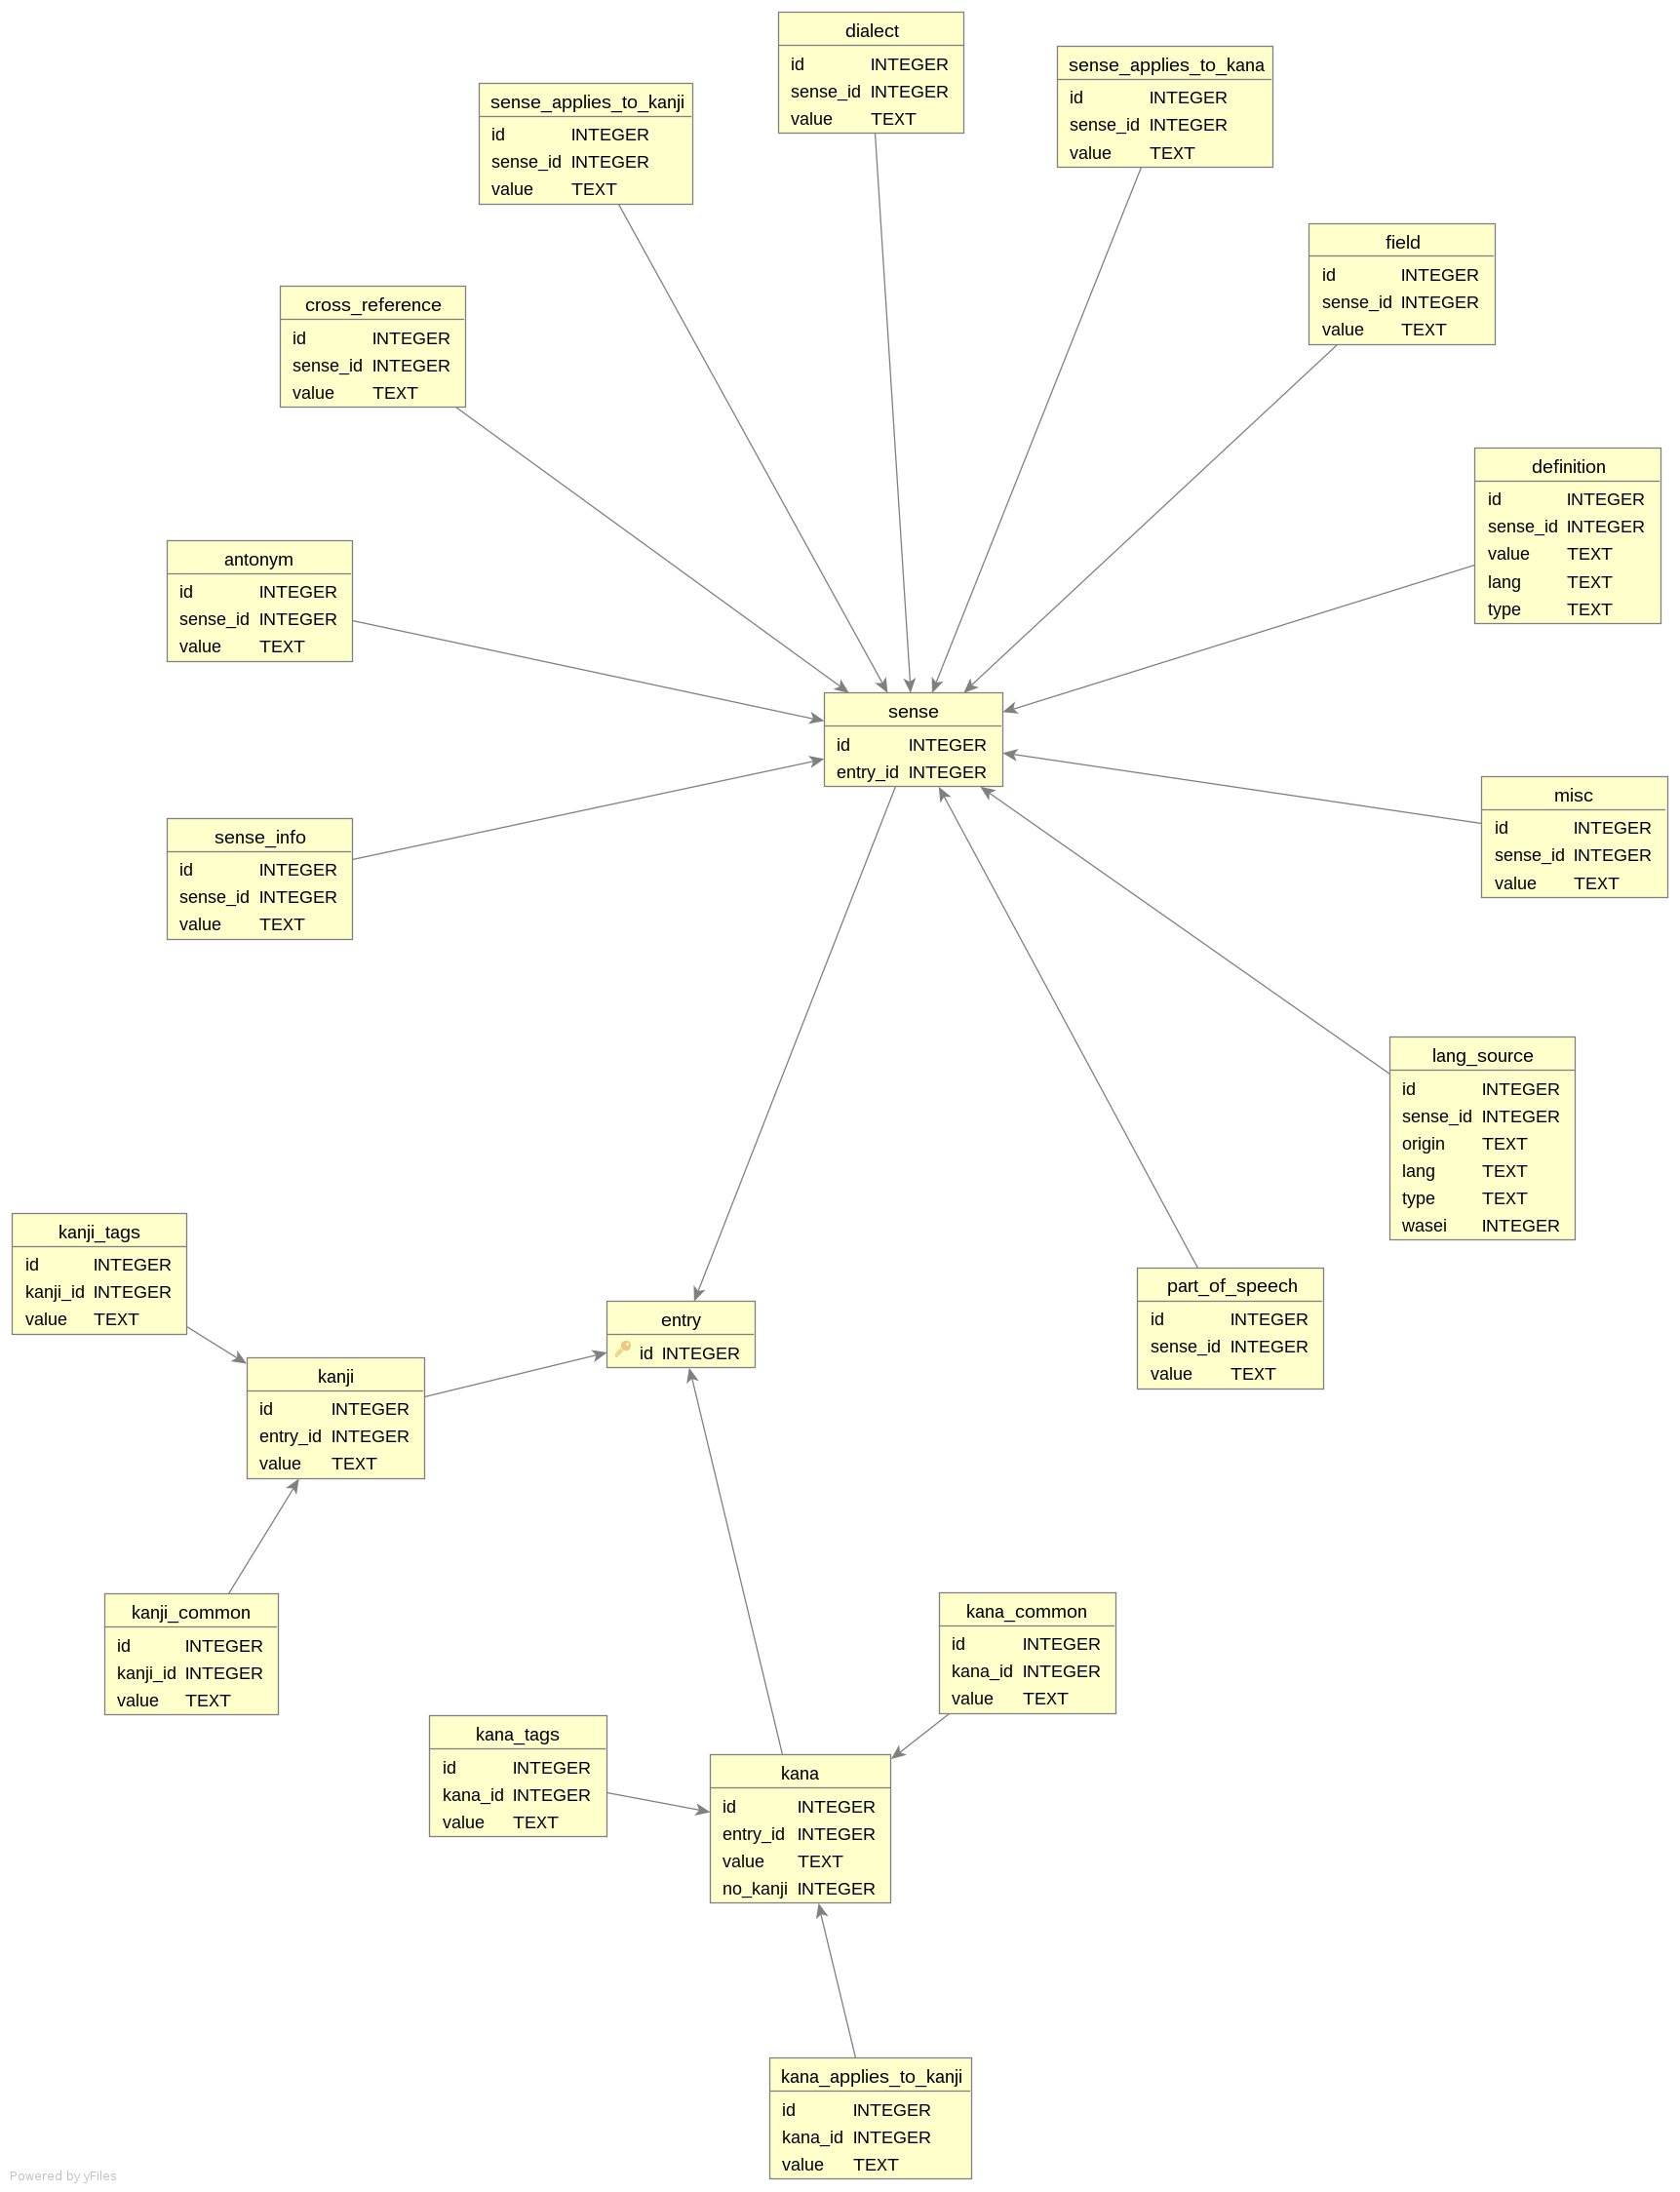 dialect
id INTEGER
sense_id INTEGER
value TEXT
sense_applies_to_kana
id INTEGER
sense_id INTEGER
value TEXT
sense_applies_to_kanji
id INTEGER
sense_id INTEGER
value TEXT
field
id INTEGER
sense_id INTEGER
value TEXT
cross_reference
id INTEGER
sense_id INTEGER
value TEXT
definition
id INTEGER
sense_id INTEGER
value TEXT
lang TEXT
type TEXT
antonym
id INTEGER
sense_id INTEGER
value TEXT
sense
id INTEGER
entry_id INTEGER
misc
id INTEGER
sense_id INTEGER
value TEXT
sense_info
id INTEGER
sense_id INTEGER
value TEXT
lang_source
id INTEGER
sense_id INTEGER
origin TEXT
lang TEXT
type TEXT
wasei INTEGER
kanji_tags
id INTEGER
kanji_id INTEGER
value TEXT
part_of_speech
id INTEGER
sense_id INTEGER
value TEXT
entry
id INTEGER
kanji
id INTEGER
entry_id INTEGER
value TEXT
kanji_common
id INTEGER
kanji_id INTEGER
value TEXT
kana_common
id INTEGER
kana_id INTEGER
value TEXT
kana_tags
id INTEGER
kana_id INTEGER
value TEXT
kana
id INTEGER
entry_id INTEGER
value TEXT
no_kanji INTEGER
kana_applies_to_kanji
id INTEGER
kana_id INTEGER
value TEXT
Powered by yFiles